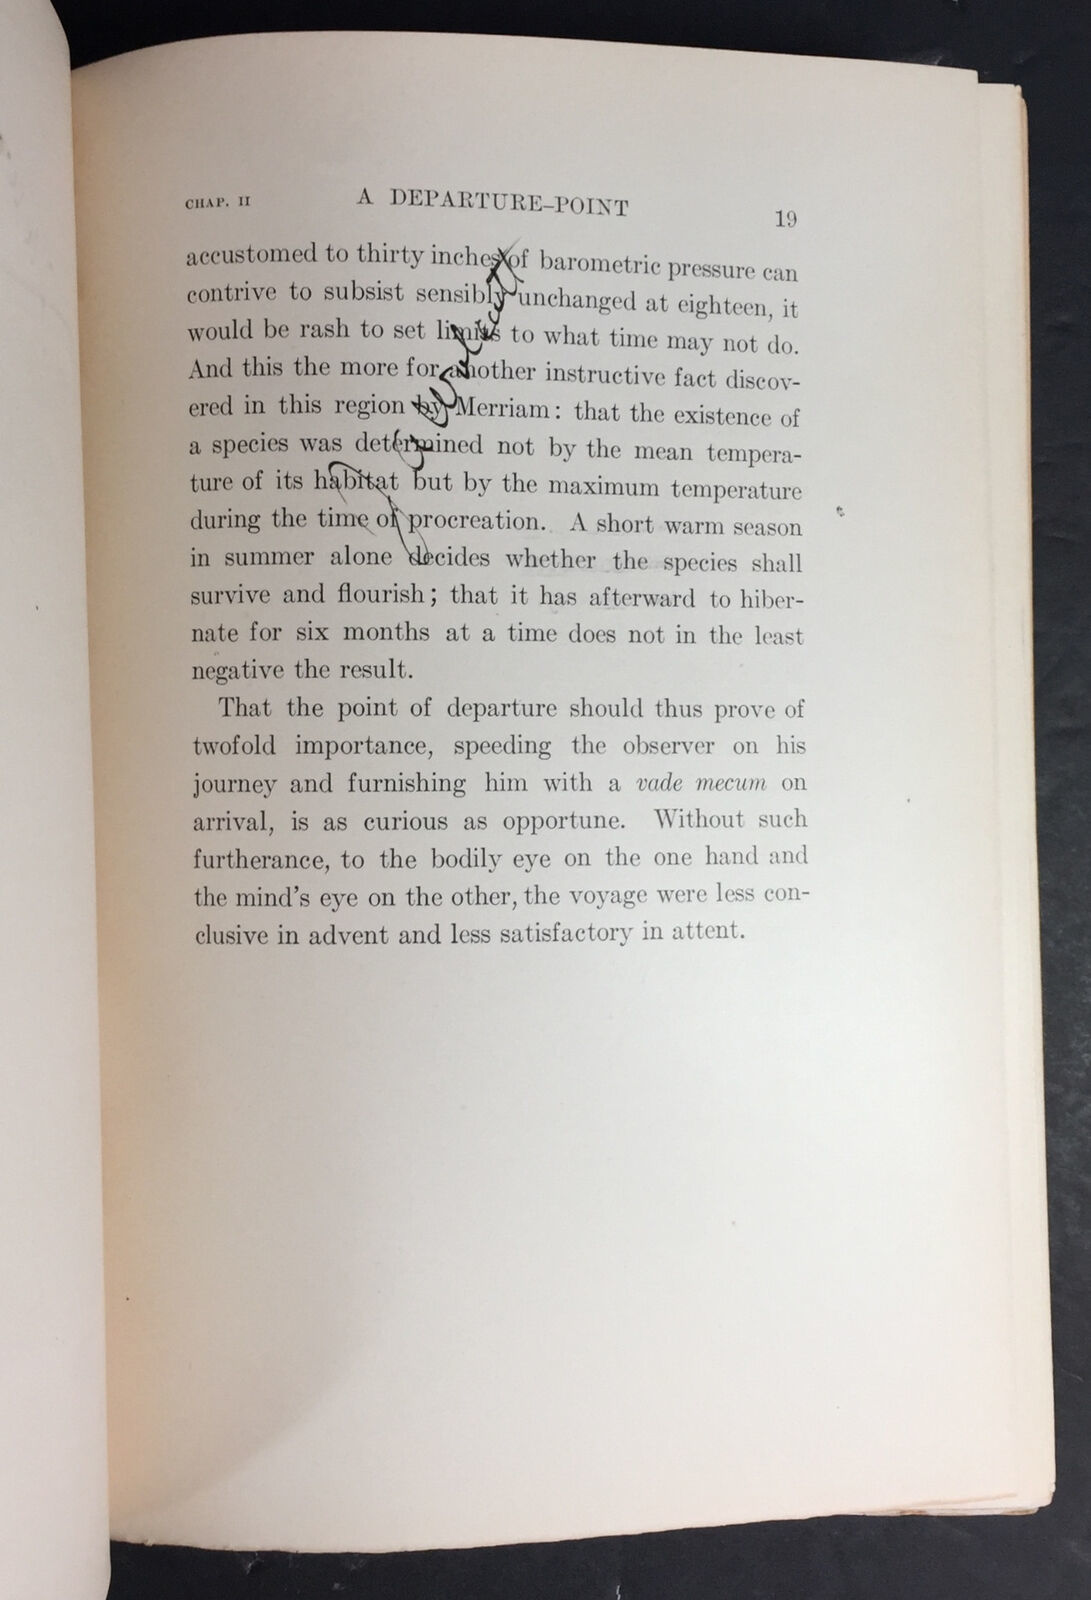 CHAP. II A DEPARTURE–POINT 19
accustomed to thirty inches of barometric pressure can
contrive to subsist sensibly unchanged at eighteen, it
would be rash to set limits to what time may not do.
And this the more for another instructive fact discov-
ered in this region by Merriam: that the existence of
a species was determined not by the mean tempera-
ture of its habitat but by the maximum temperature
during the time of procreation. A short warm season
in summer alone decides whether the species shall
survive and flourish; that it has afterward to hiber-
nate for six months at a time does not in the least
negative the result.
That the point of departure should thus prove of
twofold importance, speeding the observer on his
journey and furnishing him with a vade mecum on
arrival, is as curious as opportune. Without such
furtherance, to the bodily eye on the one hand and
the mind's eye on the other, the voyage were less con-
clusive in advent and less satisfactory in attent.